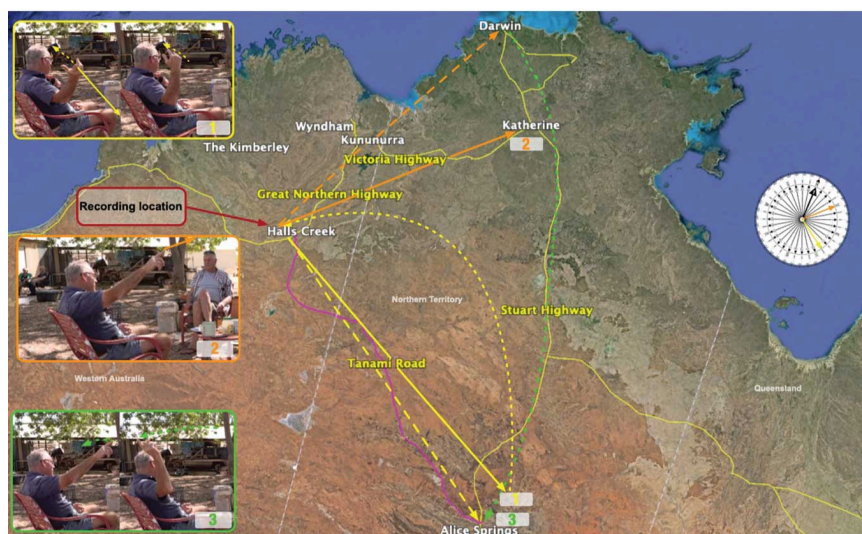 Darwin
1
Wyndham
Katherine
Kununurra
2
The Kimberley
Victoria Highway
Great Northern Highway
Recording location
Halls Creek
Northern Territory
Stuart Highway
2
Tanami Road
Western Australia
Queensland
1
3
3
Alice Springs